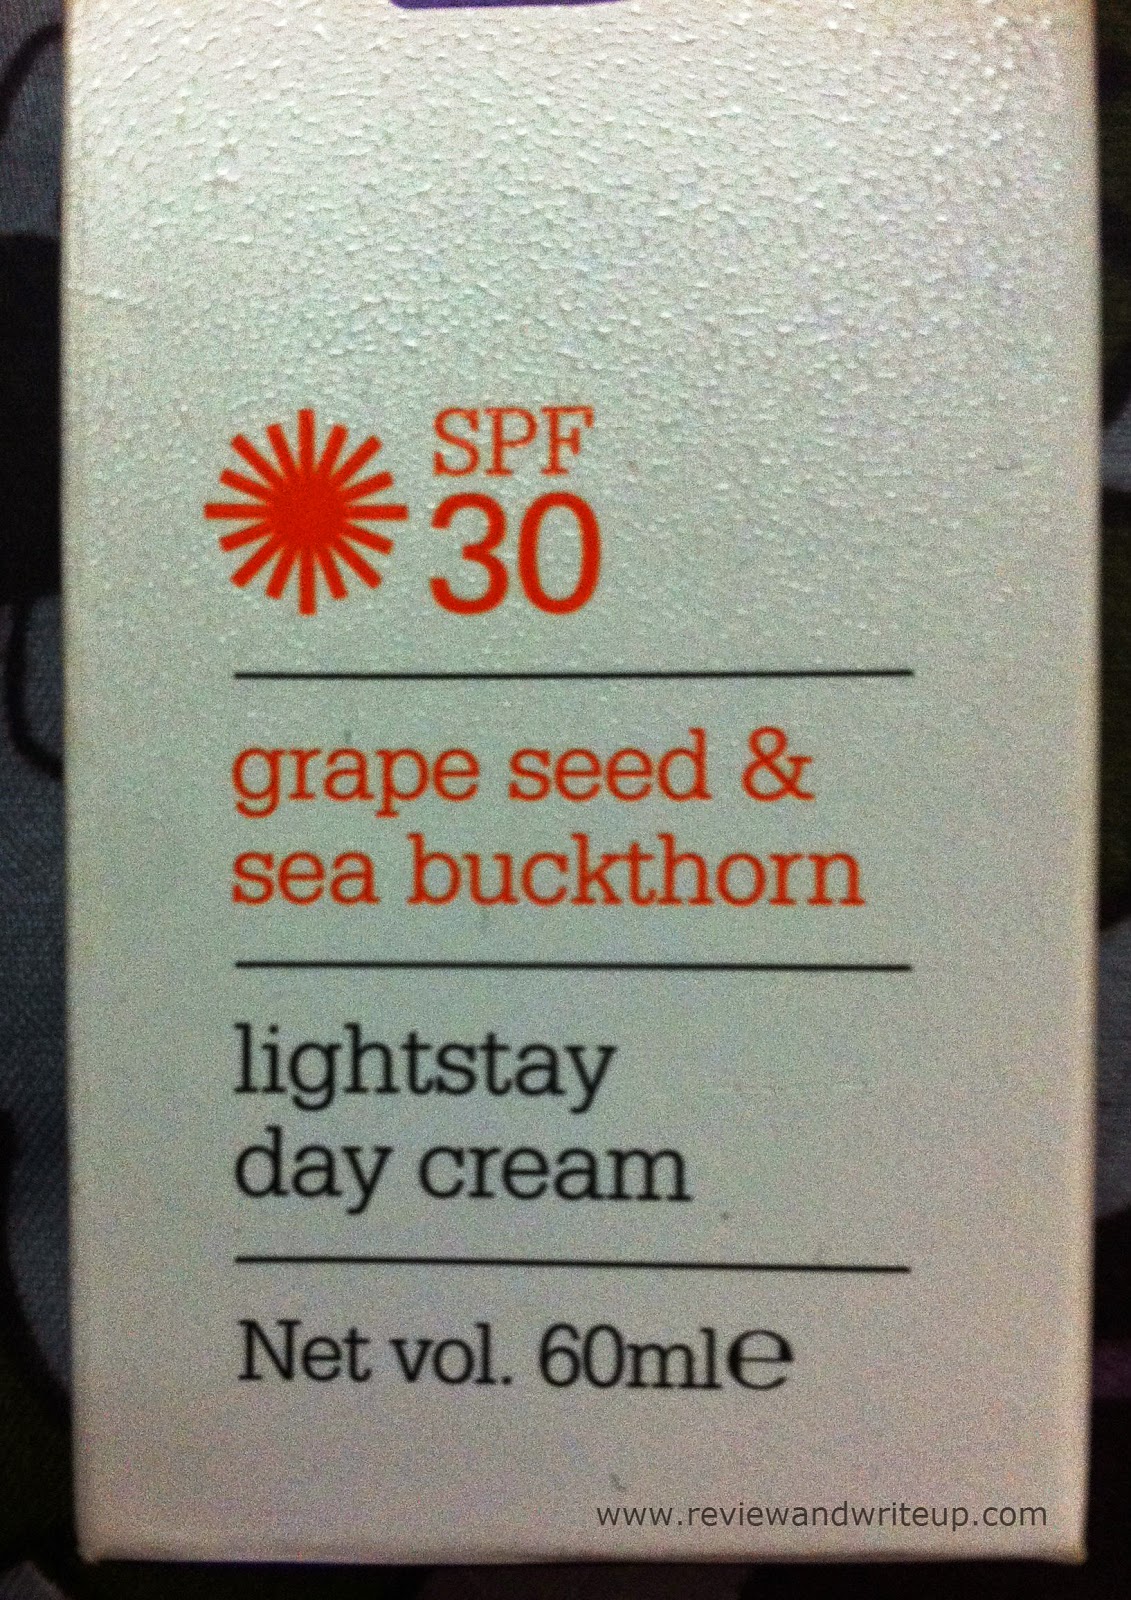 SPF
30
grape seed &
sea buckthorn
lightstay
day cream
Net vol. 60ml℮
www.reviewandwriteup.com